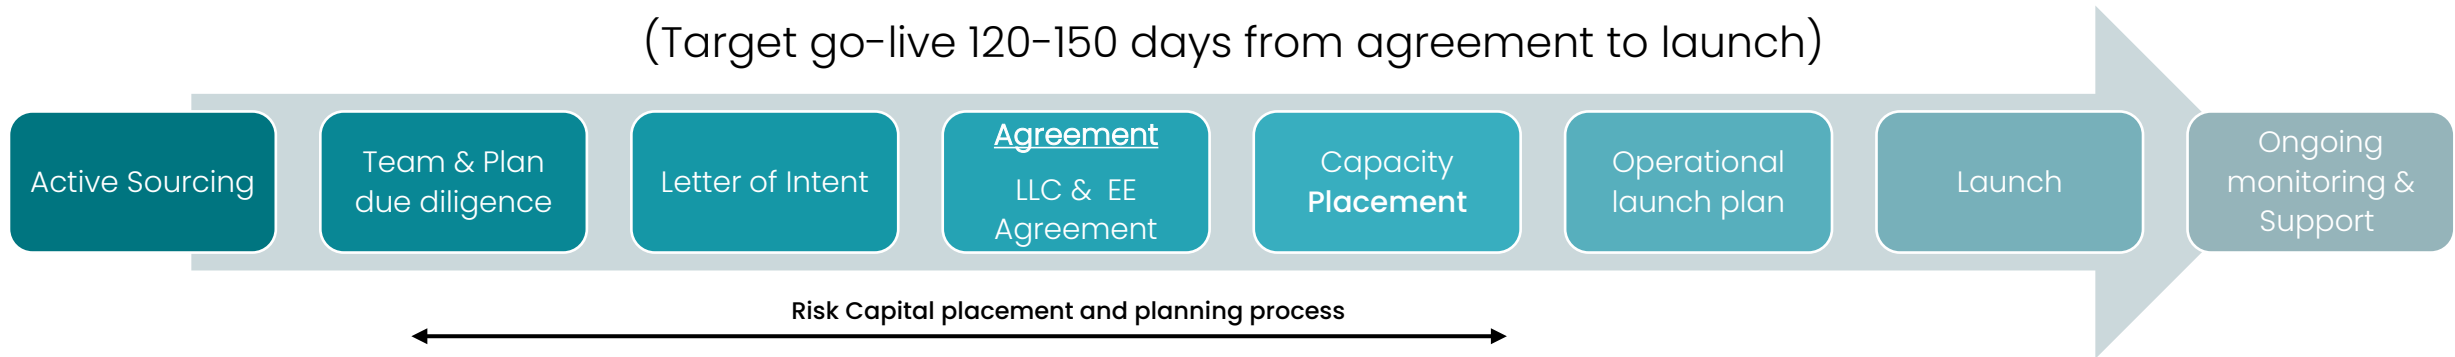 (Target go-live 120-150 days from agreement to launch)
Active Sourcing
Team & Plan
due diligence
Letter of Intent
Agreement
LLC & EE
Agreement
Capacity
Placement
Operational
launch plan
Launch
Ongoing
monitoring &
Support
Risk Capital placement and planning process